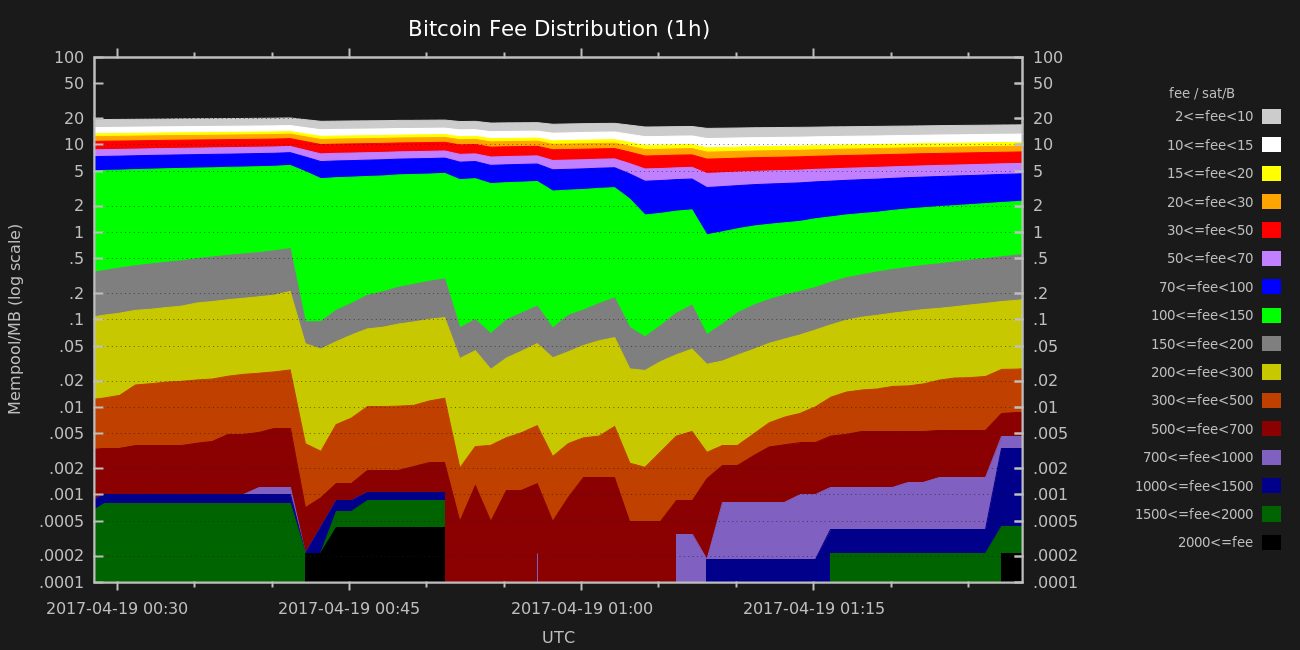 Bitcoin Fee Distribution (1h)
100
50
20
10
5
2
1
.5
.2
.1
.05
.02
.01
.005
.002
.001
.0005
.0002
.0001
Mempool/MB (log scale)
100
50
20
10
5
2
1
.5
.2
.1
.05
.02
.01
.005
.002
.001
.0005
.0002
.0001
2017-04-19 00:30 2017-04-19 00:45 2017-04-19 01:00 2017-04-19 01:15
UTC
fee / sat/B
2<=fee<10
10<=fee<15
15<=fee<20
20<=fee<30
30<=fee<50
50<=fee<70
70<=fee<100
100<=fee<150
150<=fee<200
200<=fee<300
300<=fee<500
500<=fee<700
700<=fee<1000
1000<=fee<1500
1500<=fee<2000
2000<=fee